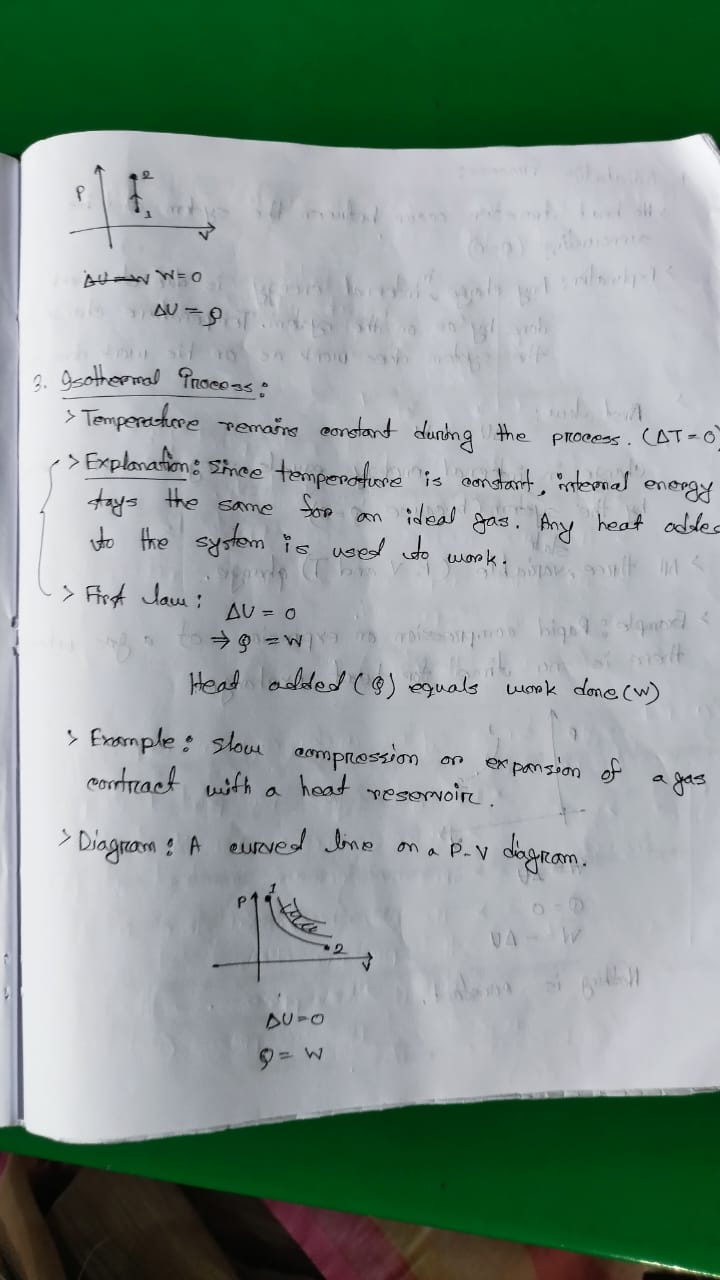 P
2
1
V
ΔU = W W=0
ΔU = Q
3. Isothermal Process:
> Temperature remains constant during the process. (ΔT=0)
> Explanation: Since temperature is constant, internal energy
stays the same for an ideal gas. Any heat added
to the system is used to work.
> First law: ΔU = 0
⇒ Q = W
Heat added (Q) equals work done (W)
> Example: slow compression or expansion of a gas
contract with a heat reservoir.
> Diagram: A curved line on a P-V diagram.
P
1
2
V
ΔU=0
Q = W